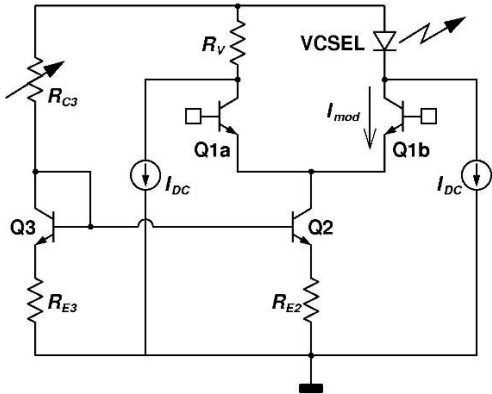 R_V
VCSEL
R_C3
I_mod
Q1a
Q1b
I_DC
I_DC
Q3
Q2
R_E3
R_E2